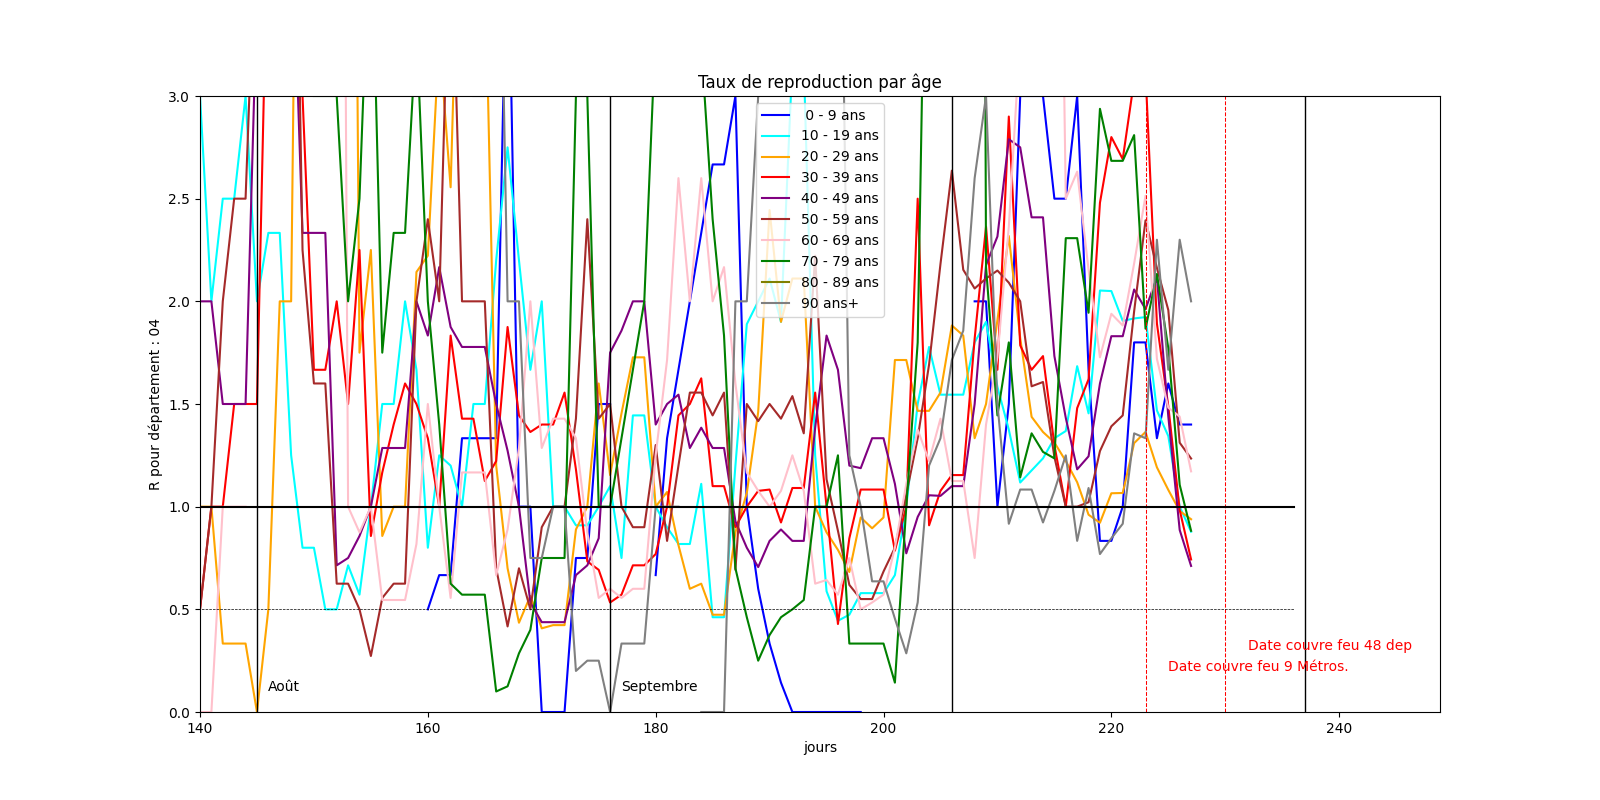 Taux de reproduction par âge
3.0
2.5
2.0
1.5
1.0
0.5
0.0
R pour département : 04
0 - 9 ans
10 - 19 ans
20 - 29 ans
30 - 39 ans
40 - 49 ans
50 - 59 ans
60 - 69 ans
70 - 79 ans
80 - 89 ans
90 ans+
Date couvre feu 48 dep
Date couvre feu 9 Métros.
Août
Septembre
140
160
180
200
220
240
jours